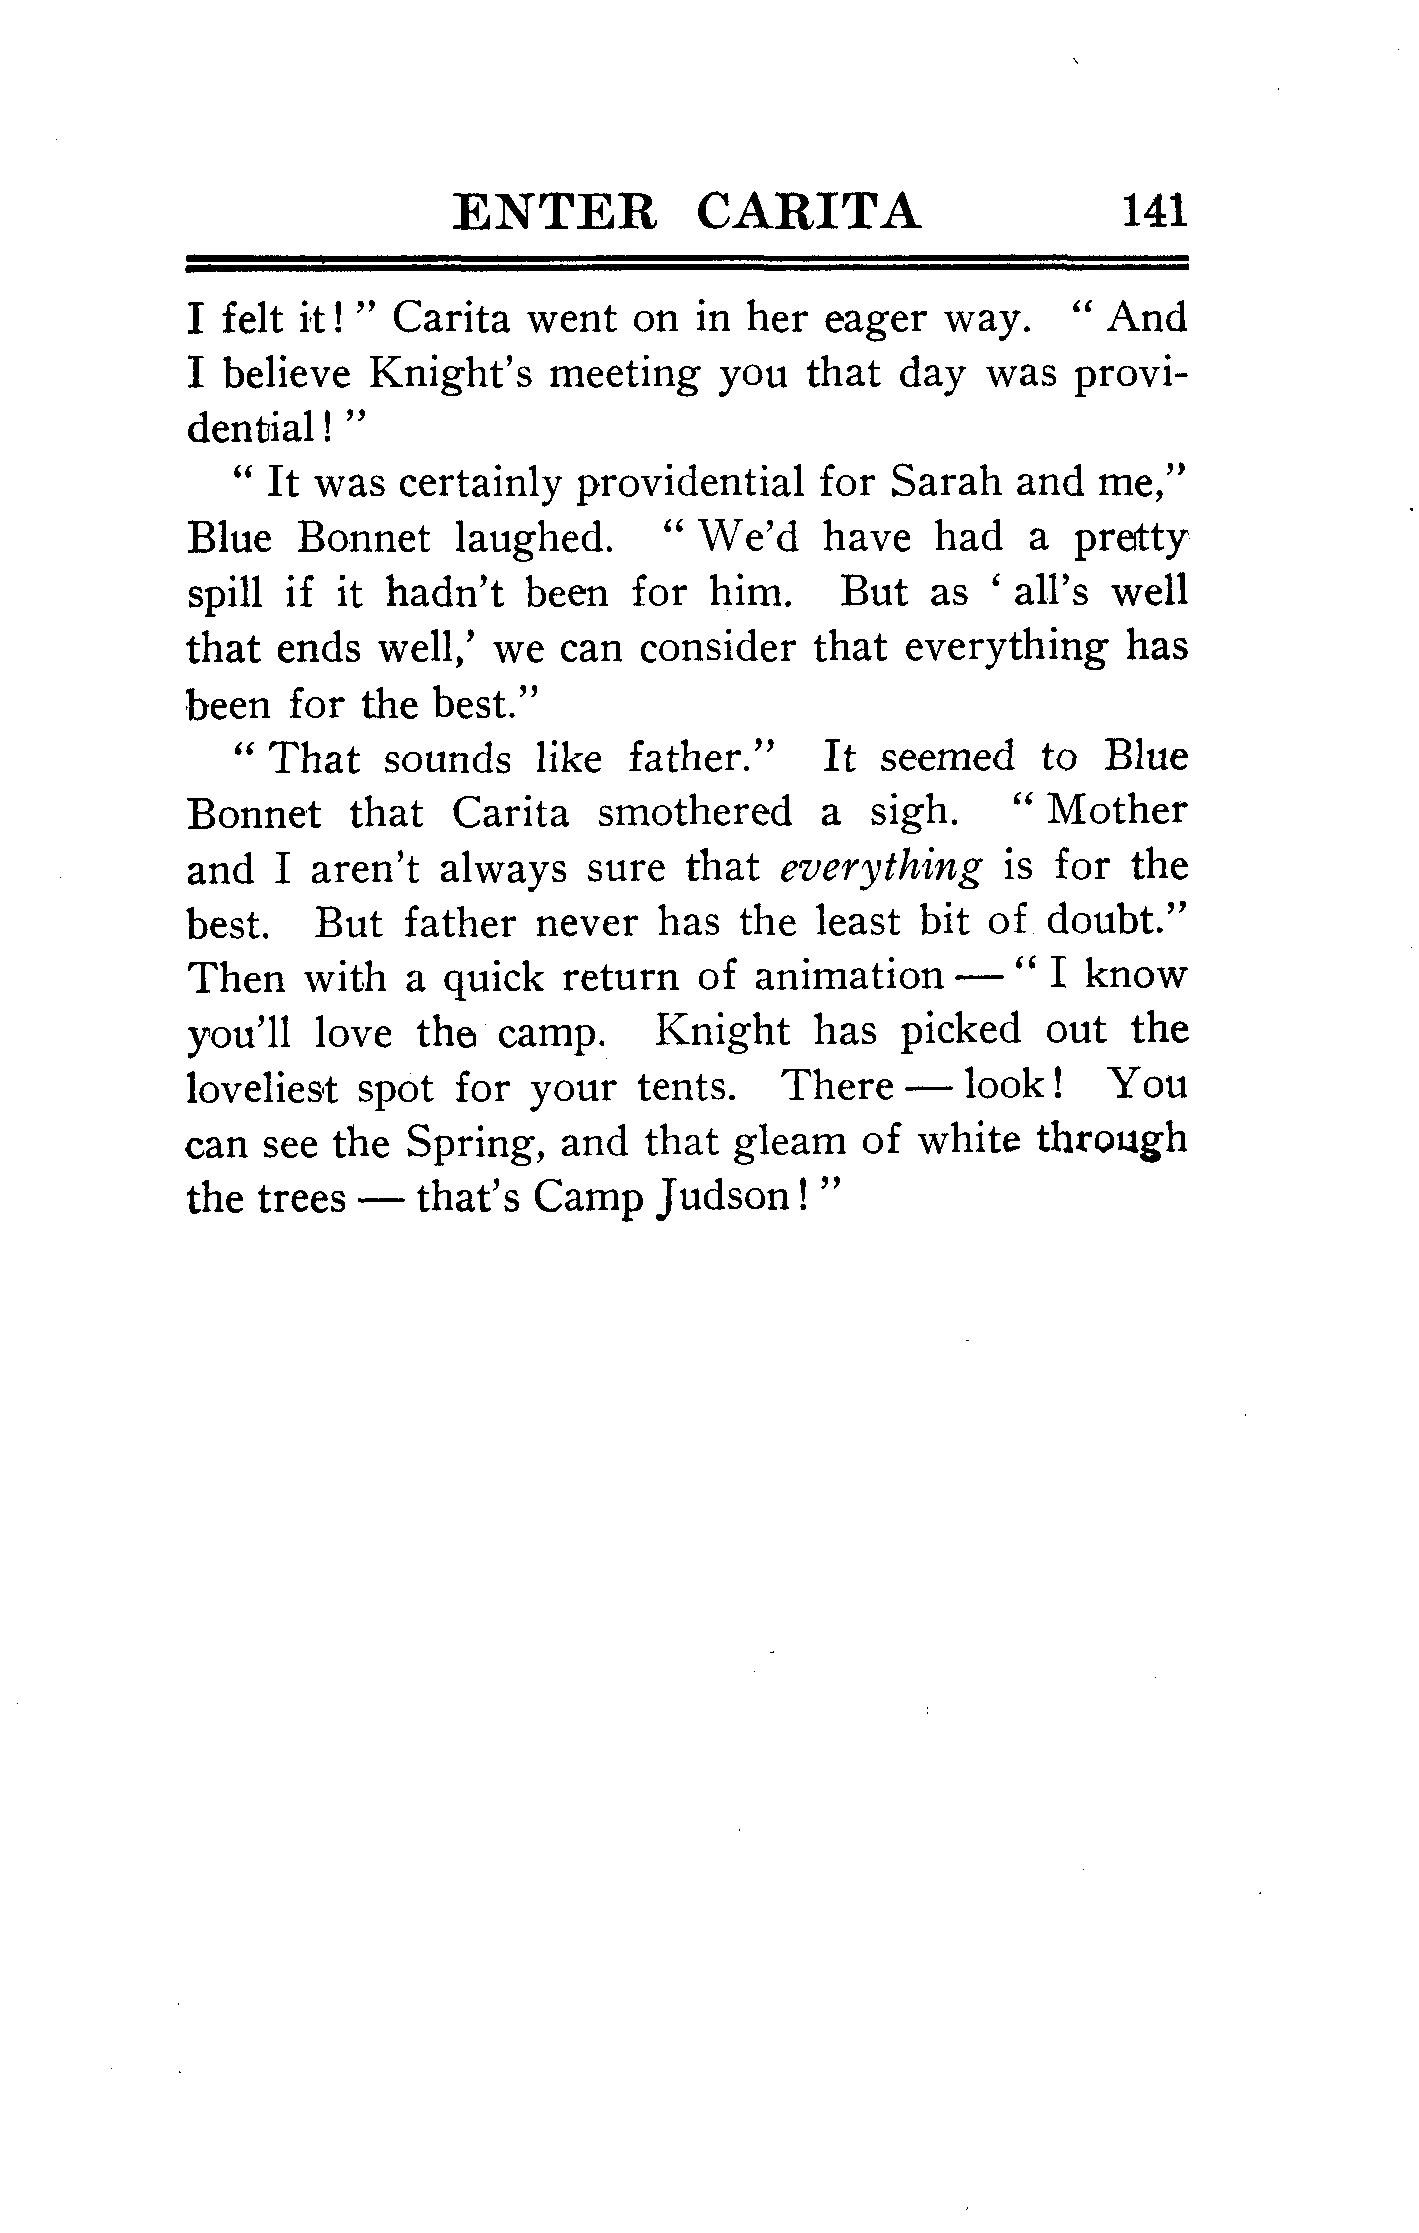 ENTER CARITA 141
I felt it! " Carita went on in her eager way. " And
I believe Knight's meeting you that day was provi-
dential! "
" It was certainly providential for Sarah and me,"
Blue Bonnet laughed. " We'd have had a pretty
spill if it hadn't been for him. But as ' all's well
that ends well,' we can consider that everything has
been for the best."
" That sounds like father." It seemed to Blue
Bonnet that Carita smothered a sigh. " Mother
and I aren't always sure that everything is for the
best. But father never has the least bit of doubt."
Then with a quick return of animation — " I know
you'll love the camp. Knight has picked out the
loveliest spot for your tents. There — look! You
can see the Spring, and that gleam of white through
the trees — that's Camp Judson! "